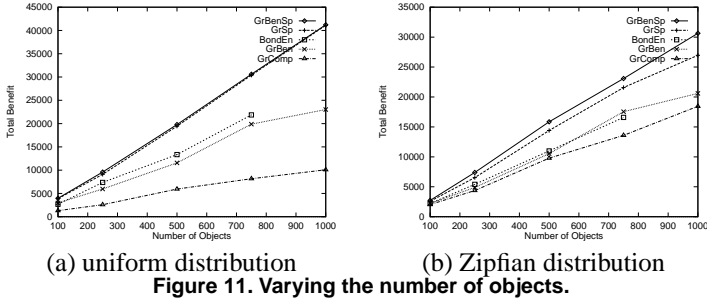 45000
40000
35000
30000
25000
20000
15000
10000
5000
0
Total Benefit
GrBenSp
GrSp
BondEn
GrBen
GrComp
100 200 300 400 500 600 700 800 900 1000
Number of Objects
(a) uniform distribution
35000
30000
25000
20000
15000
10000
5000
0
Total Benefit
GrBenSp
GrSp
BondEn
GrBen
GrComp
100 200 300 400 500 600 700 800 900 1000
Number of Objects
(b) Zipfian distribution
Figure 11. Varying the number of objects.